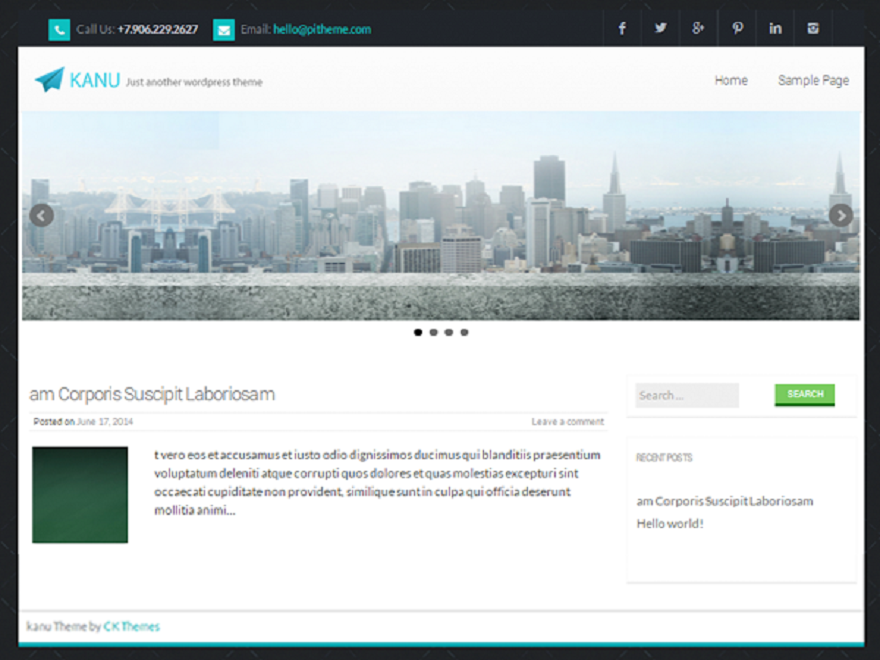 Call Us: +7.906.229.2627 Email: hello@pitheme.com
KANU Just another wordpress theme
Home Sample Page
am Corporis Suscipit Laboriosam
Posted on June 17, 2014 Leave a comment
t vero eos et accusamus et iusto odio dignissimos ducimus qui blanditiis praesentium
voluptatum deleniti atque corrupti quos dolores et quas molestias excepturi sint
occaecati cupiditate non provident, similique sunt in culpa qui officia deserunt
mollitia animi...
Search ...
SEARCH
RECENT POSTS
am Corporis Suscipit Laboriosam
Hello world!
kanu Theme by CK Themes